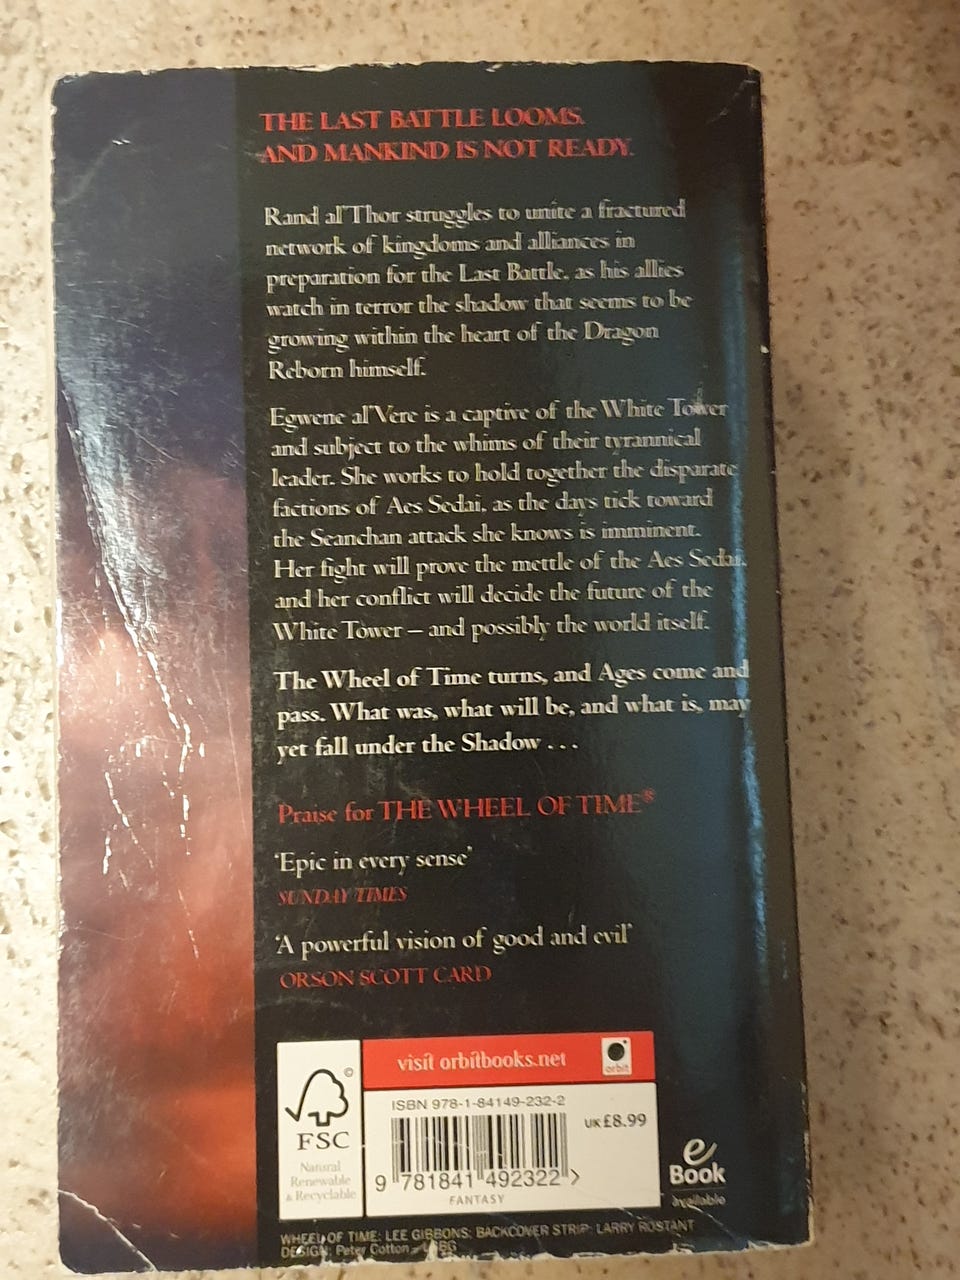 THE LAST BATTLE LOOMS.
AND MANKIND IS NOT READY.
Rand al'Thor struggles to unite a fractured
network of kingdoms and alliances in
preparation for the Last Battle, as his allies
watch in terror the shadow that seems to be
growing within the heart of the Dragon
Reborn himself.
Egwene al'Vere is a captive of the White Tower
and subject to the whims of their tyrannical
leader. She works to hold together the disparate
factions of Aes Sedai, as the days tick toward
the Seanchan attack she knows is imminent.
Her fight will prove the mettle of the Aes Sedai,
and her conflict will decide the future of the
White Tower – and possibly the world itself.
The Wheel of Time turns, and Ages come and
pass. What was, what will be, and what is, may
yet fall under the Shadow . . .
Praise for THE WHEEL OF TIME®
'Epic in every sense'
SUNDAY TIMES
'A powerful vision of good and evil'
ORSON SCOTT CARD
visit orbitbooks.net
orbit
©
FSC
Natural
Renewable
& Recyclable
ISBN 978-1-84149-232-2
UK £8.99
9 781841 492322 >
FANTASY
e
Book
available
WHEEL OF TIME: LEE GIBBONS; BACKCOVER STRIP: LARRY ROSTANT
DESIGN: Peter Cotton – LBBG